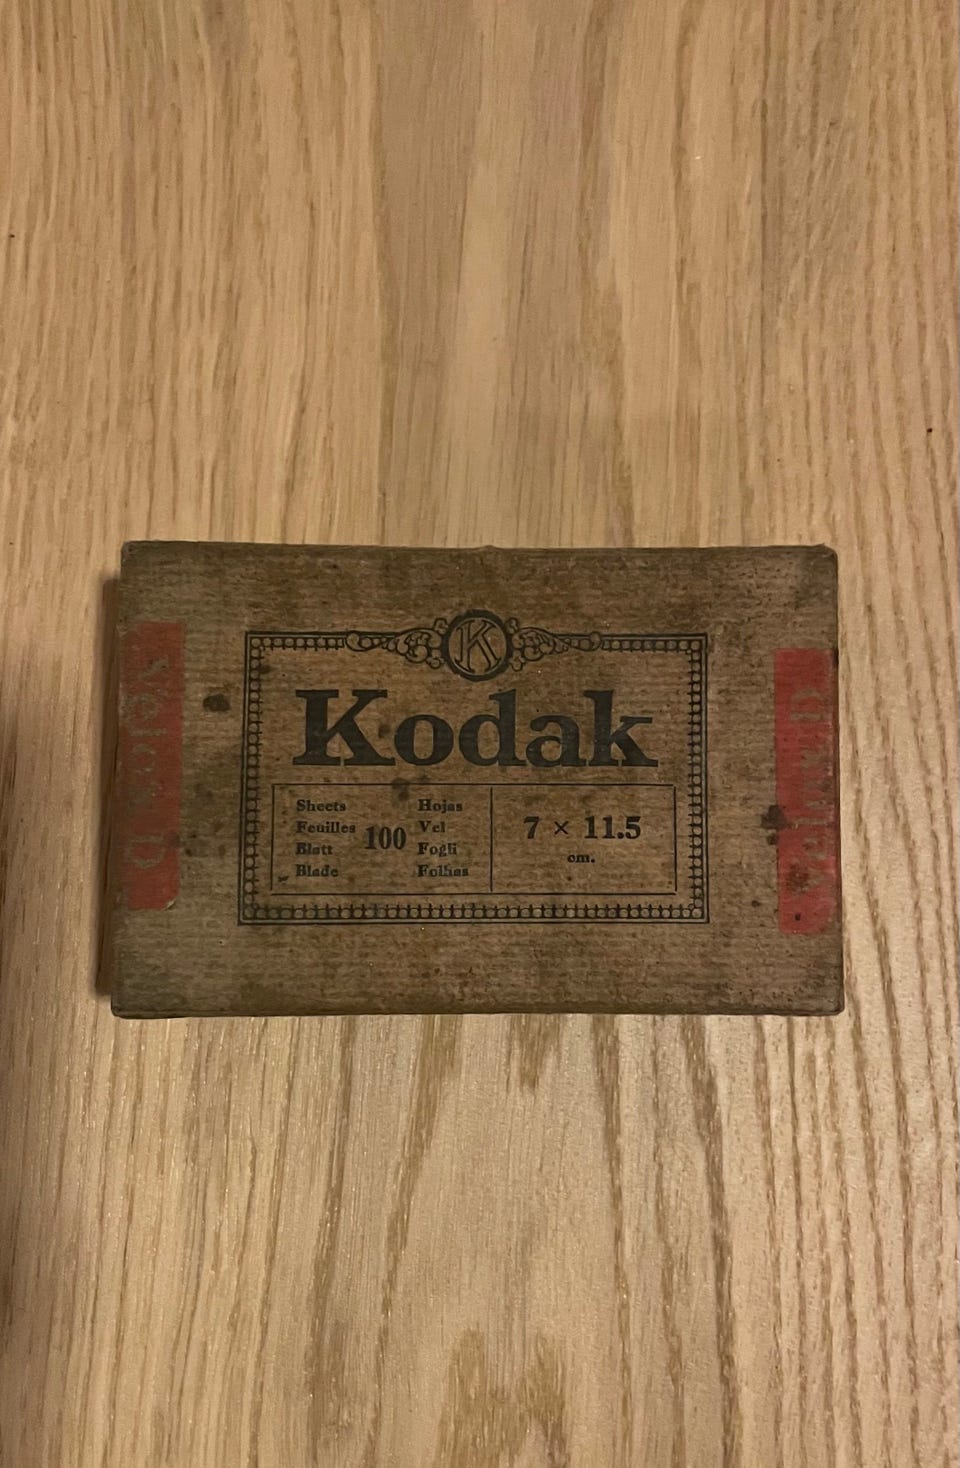 K
Kodak
Sheets
Feuilles
Blatt
Blade
100
Hojas
Vel
Fogli
Folhas
7 × 11.5
cm.